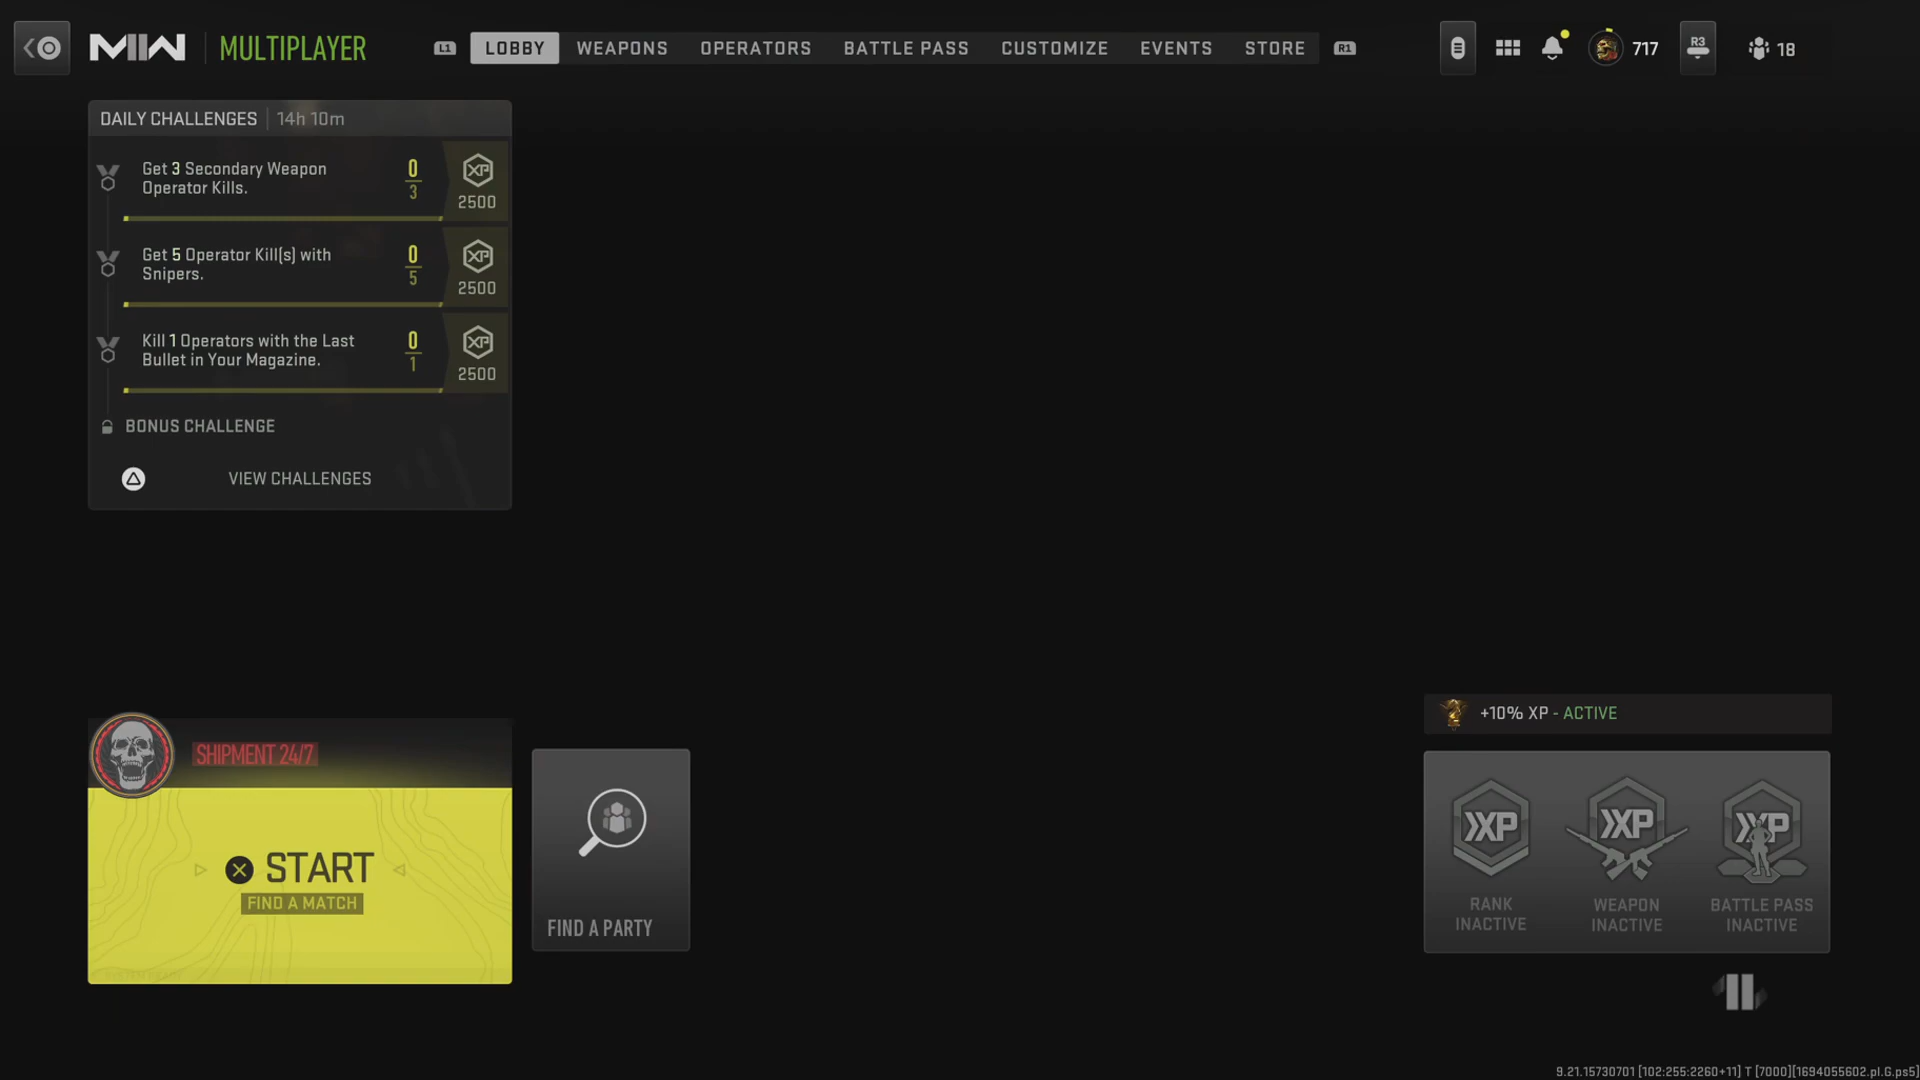 MW MULTIPLAYER L1 LOBBY WEAPONS OPERATORS BATTLE PASS CUSTOMIZE EVENTS STORE R1 717 R3 18
DAILY CHALLENGES 14h 10m
Get 3 Secondary Weapon
Operator Kills.
0
3
XP
2500
Get 5 Operator Kill(s) with
Snipers.
0
5
XP
2500
Kill 1 Operators with the Last
Bullet in Your Magazine.
0
1
XP
2500
BONUS CHALLENGE
VIEW CHALLENGES
SHIPMENT 24/7
START
FIND A MATCH
FIND A PARTY
+10% XP - ACTIVE
XP
RANK
INACTIVE
XP
WEAPON
INACTIVE
XP
BATTLE PASS
INACTIVE
9.21.15730701 [102:255:2260+11] T [7000][1694055602.pl.G.ps5]